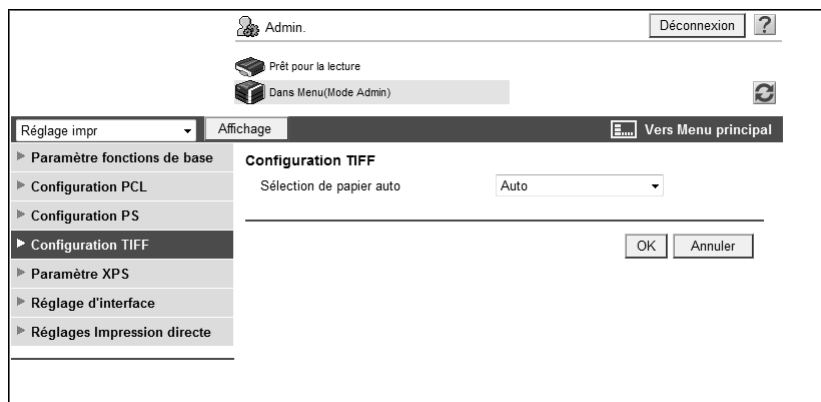 Admin.
Déconnexion
?
Prêt pour la lecture
Dans Menu(Mode Admin)
Réglage impr
Affichage
Vers Menu principal
Paramètre fonctions de base
Configuration PCL
Configuration PS
Configuration TIFF
Paramètre XPS
Réglage d'interface
Réglages Impression directe
Configuration TIFF
Sélection de papier auto
Auto
OK
Annuler